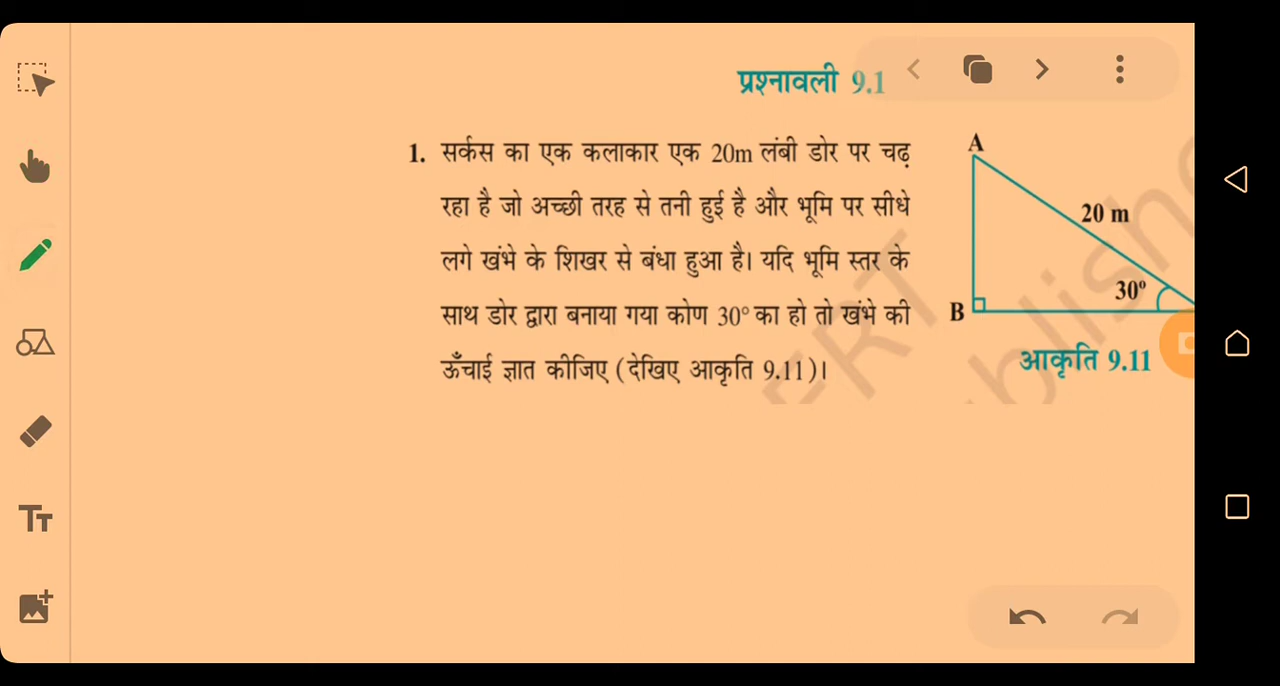 प्रश्नावली 9.1
1. सर्कस का एक कलाकार एक 20m लंबी डोर पर चढ़
रहा है जो अच्छी तरह से तनी हुई है और भूमि पर सीधे
लगे खंभे के शिखर से बंधा हुआ है। यदि भूमि स्तर के
साथ डोर द्वारा बनाया गया कोण 30° का हो तो खंभे की
ऊँचाई ज्ञात कीजिए (देखिए आकृति 9.11)।
A
20 m
30°
B
आकृति 9.11
TT